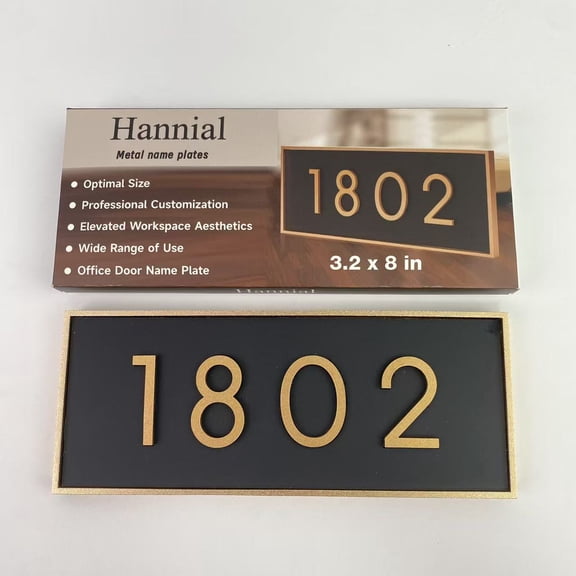 Hannial
Metal name plates
• Optimal Size
• Professional Customization
• Elevated Workspace Aesthetics
• Wide Range of Use
• Office Door Name Plate
1802
3.2 x 8 in
Hannial
1802